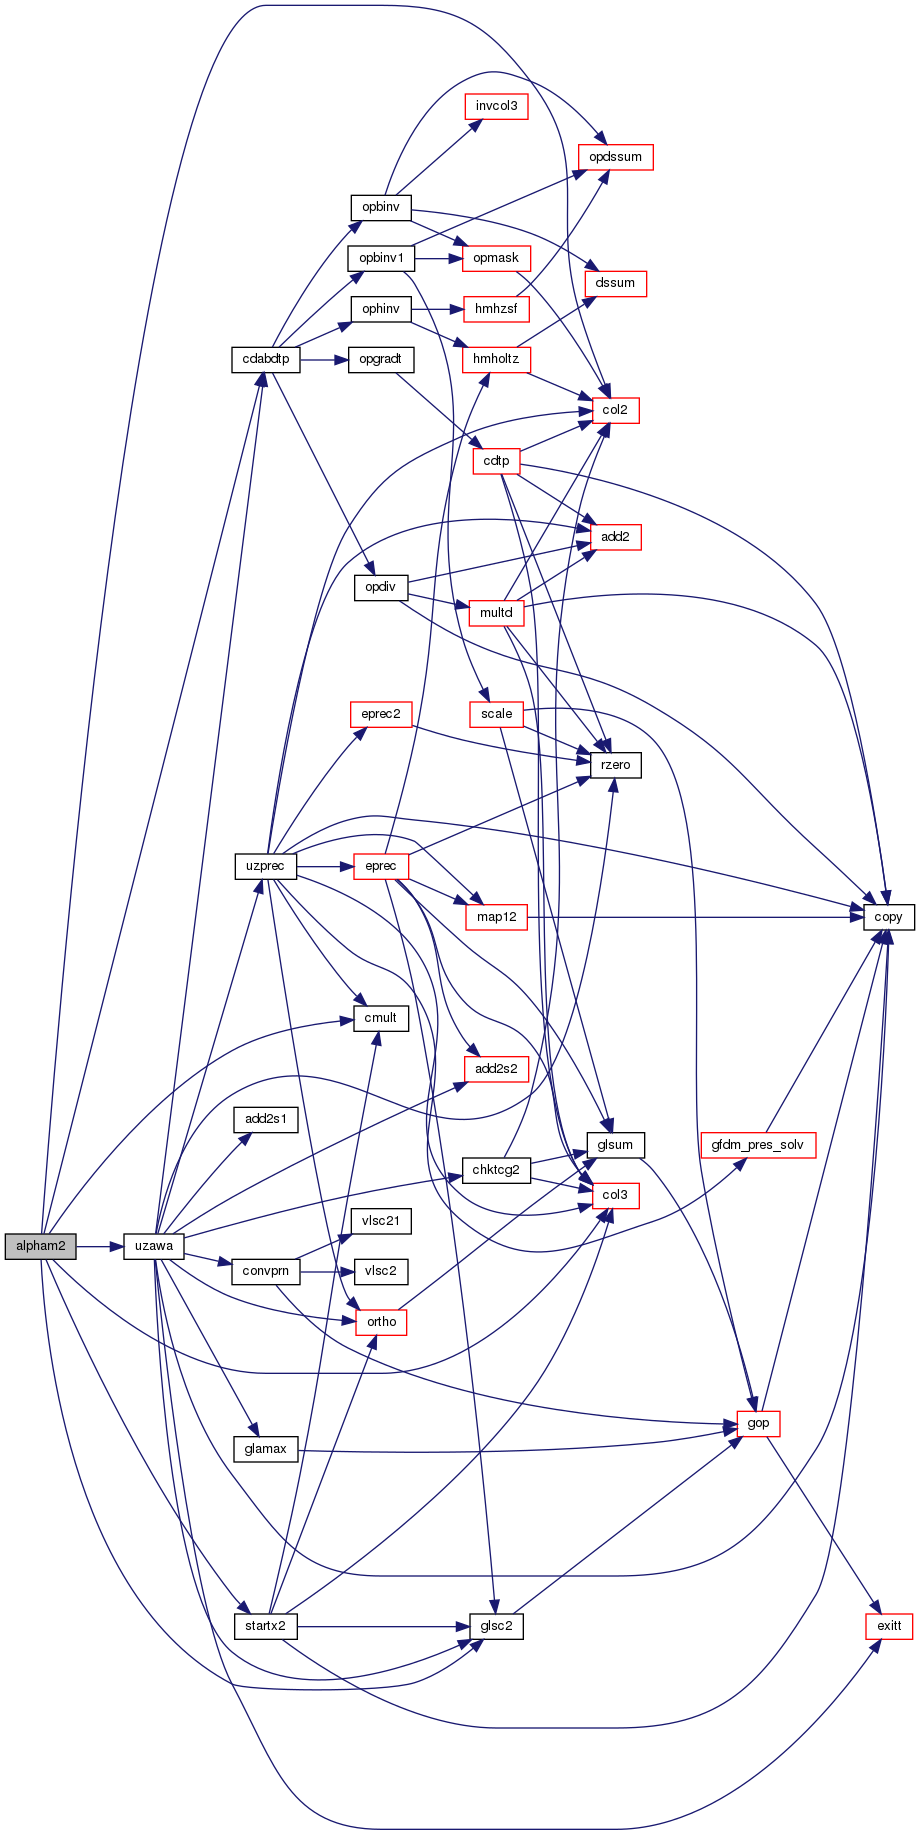 invcol3
opdssum
opbinv
opbinv1
opmask
dssum
ophinv
hmhzsf
cdabdtp
opgradt
hmholtz
col2
cdtp
add2
opdiv
multd
eprec2
scale
rzero
uzprec
eprec
map12
copy
cmult
add2s2
add2s1
glsum
gfdm_pres_solv
chktcg2
col3
vlsc21
alpham2
uzawa
convprn
vlsc2
ortho
gop
glamax
startx2
glsc2
exitt